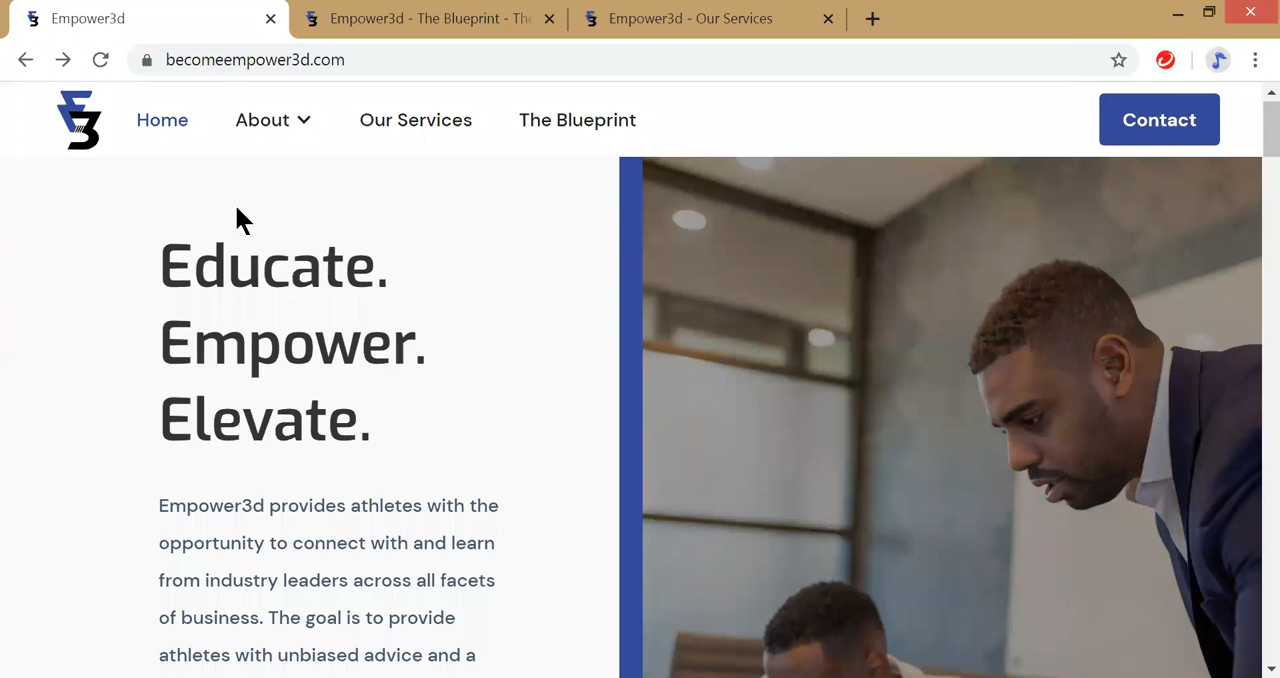 Empower3d
Empower3d - The Blueprint - The
Empower3d - Our Services
becomeempower3d.com
E3
Home
About
Our Services
The Blueprint
Contact
Educate.
Empower.
Elevate.
Empower3d provides athletes with the
opportunity to connect with and learn
from industry leaders across all facets
of business. The goal is to provide
athletes with unbiased advice and a